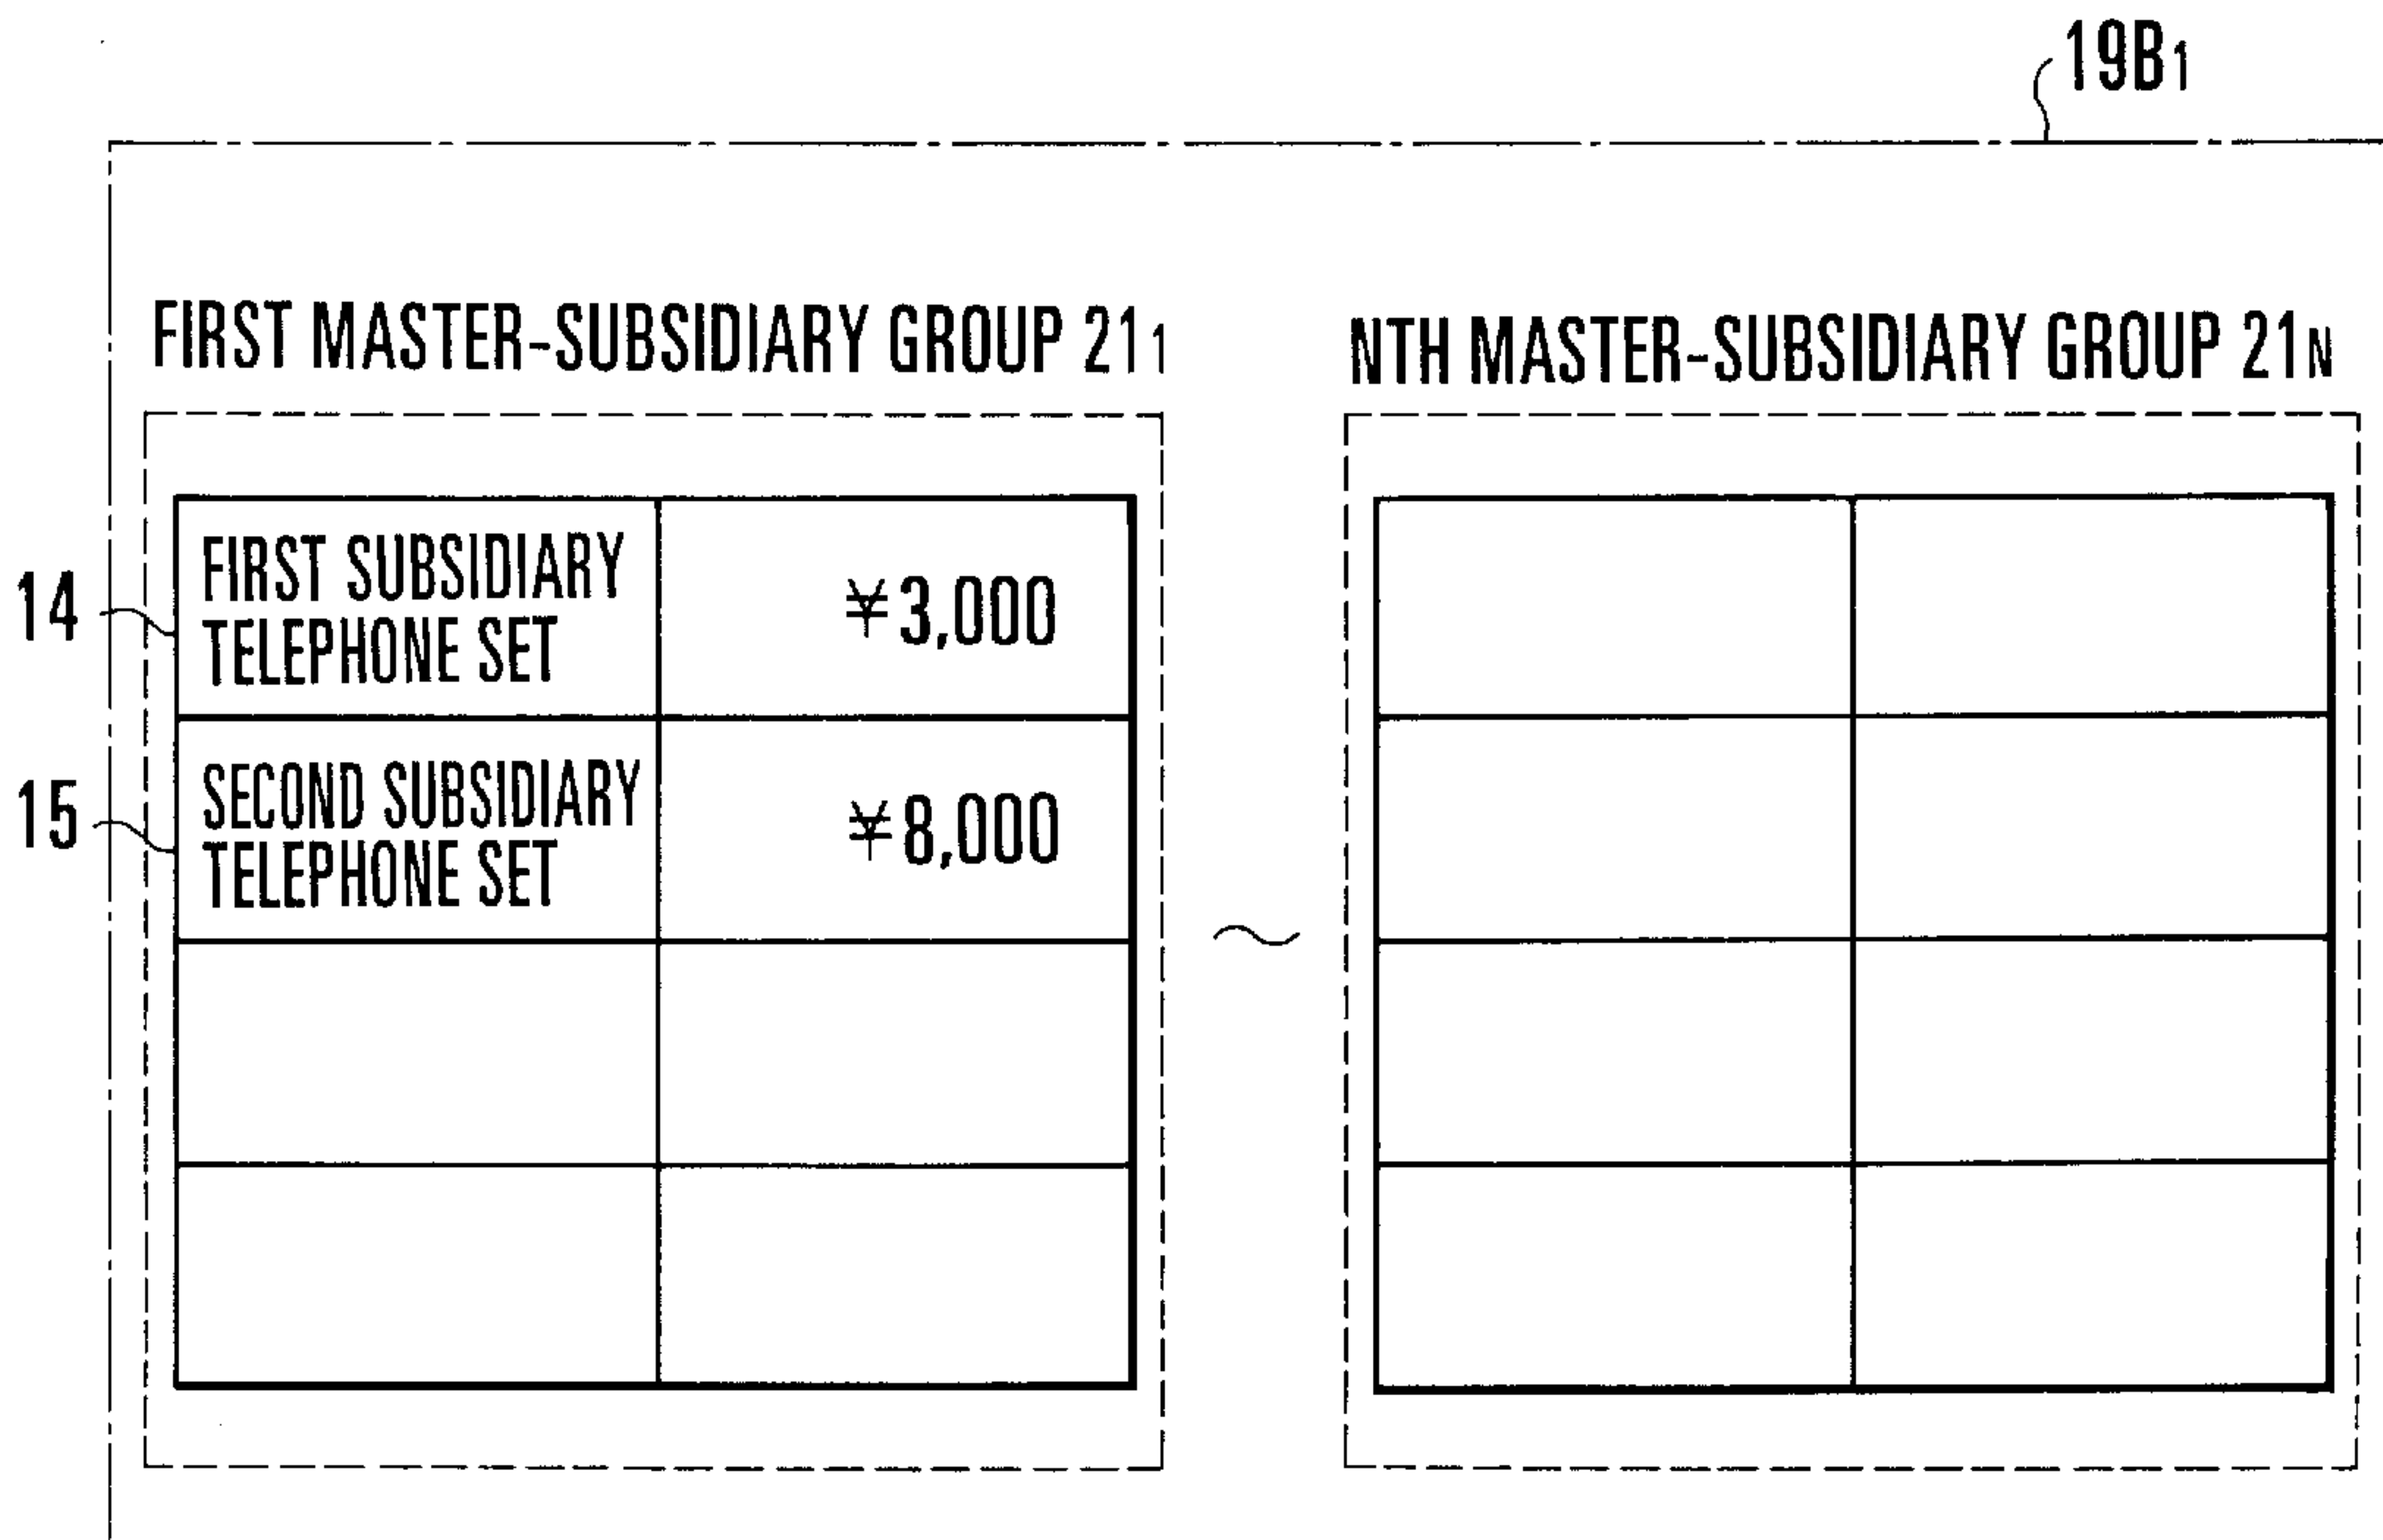 19B1
FIRST MASTER-SUBSIDIARY GROUP 211
NTH MASTER-SUBSIDIARY GROUP 21N
14
FIRST SUBSIDIARY
TELEPHONE SET
¥3,000
15
SECOND SUBSIDIARY
TELEPHONE SET
¥8,000
~